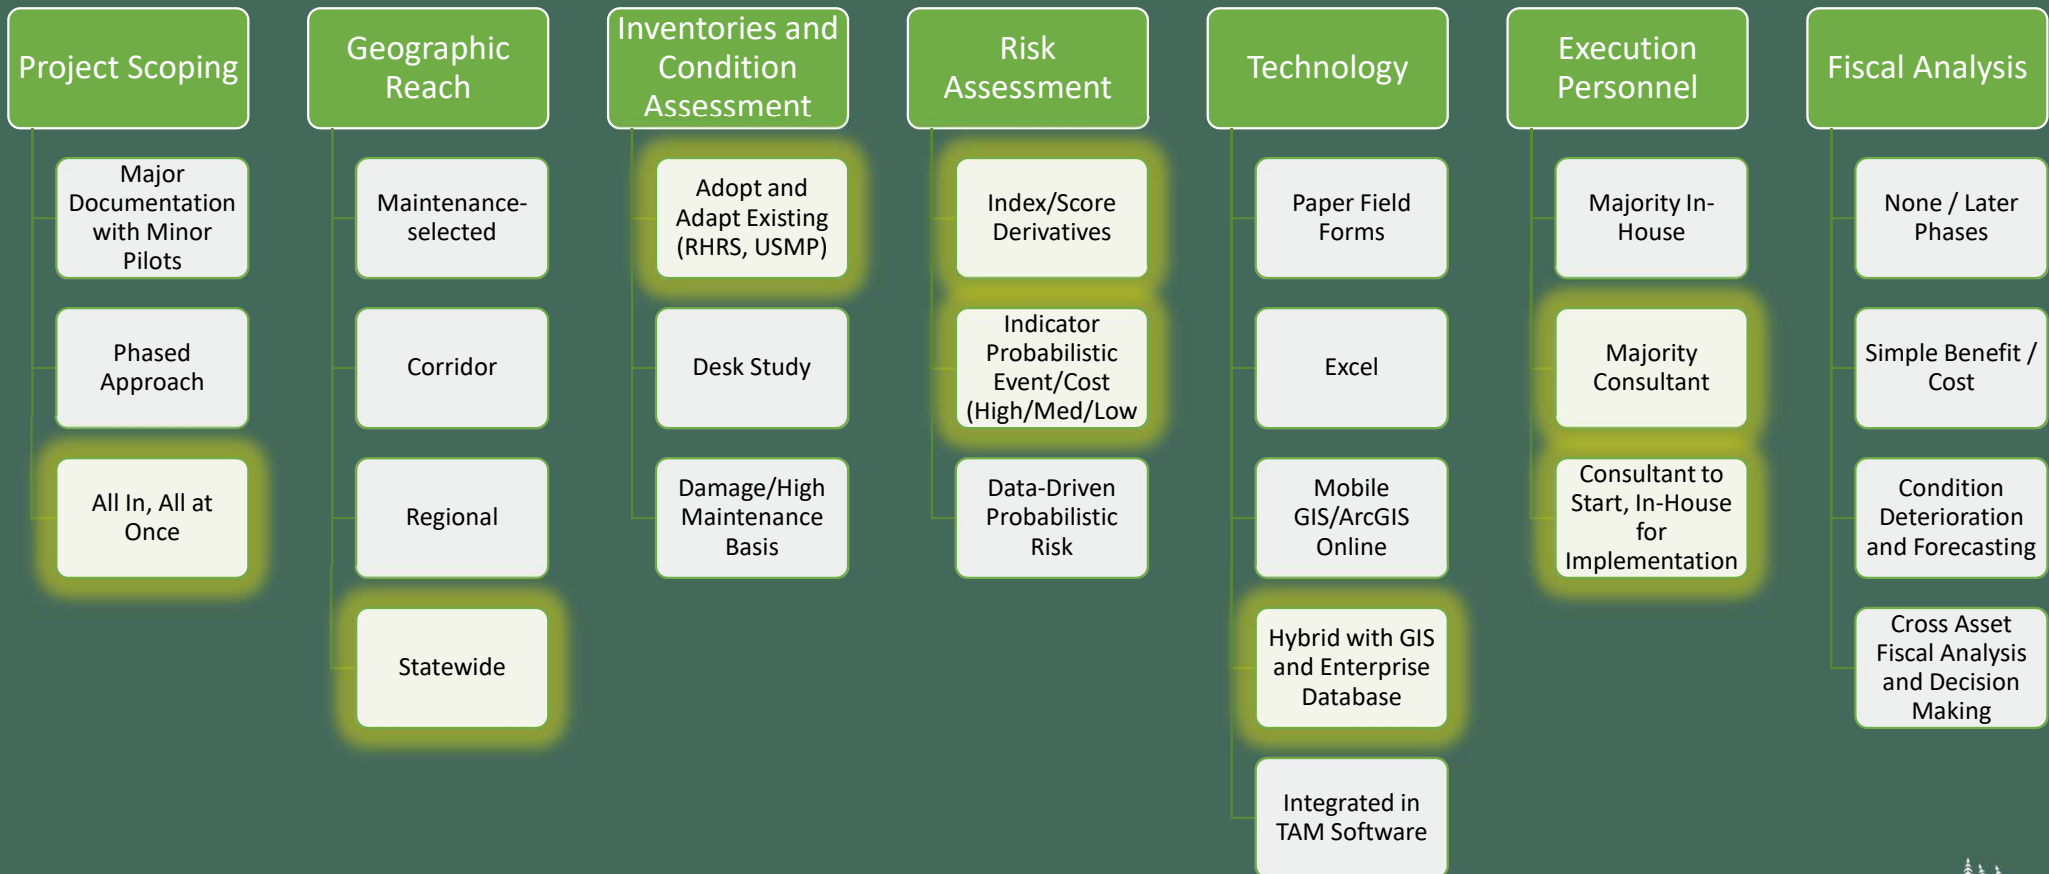 Project Scoping
Major
Documentation
with Minor
Pilots
Phased
Approach
All In, All at
Once
Geographic
Reach
Maintenance-
selected
Corridor
Regional
Statewide
Inventories and
Condition
Assessment
Adopt and
Adapt Existing
(RHRS, USMP)
Desk Study
Damage/High
Maintenance
Basis
Risk
Assessment
Index/Score
Derivatives
Indicator
Probabilistic
Event/Cost
(High/Med/Low
Data-Driven
Probabilistic
Risk
Technology
Paper Field
Forms
Excel
Mobile
GIS/ArcGIS
Online
Hybrid with GIS
and Enterprise
Database
Integrated in
TAM Software
Execution
Personnel
Majority In-
House
Majority
Consultant
Consultant to
Start, In-House
for
Implementation
Fiscal Analysis
None / Later
Phases
Simple Benefit /
Cost
Condition
Deterioration
and Forecasting
Cross Asset
Fiscal Analysis
and Decision
Making